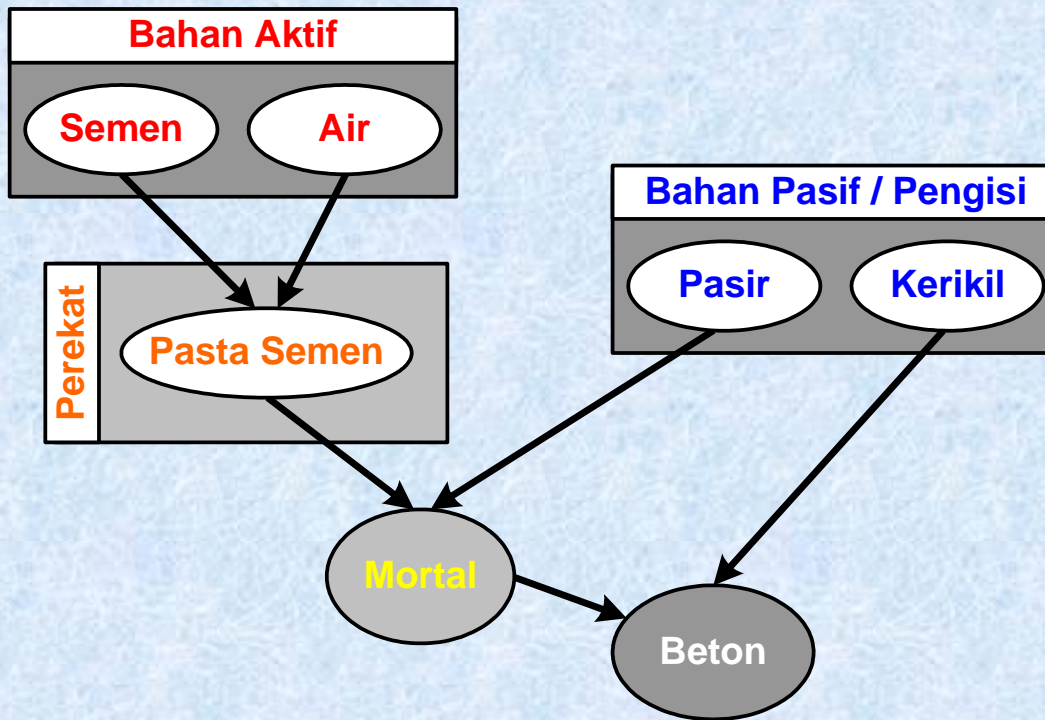 Bahan Aktif
Semen
Air
Bahan Pasif / Pengisi
Pasir
Kerikil
Perekat
Pasta Semen
Mortal
Beton